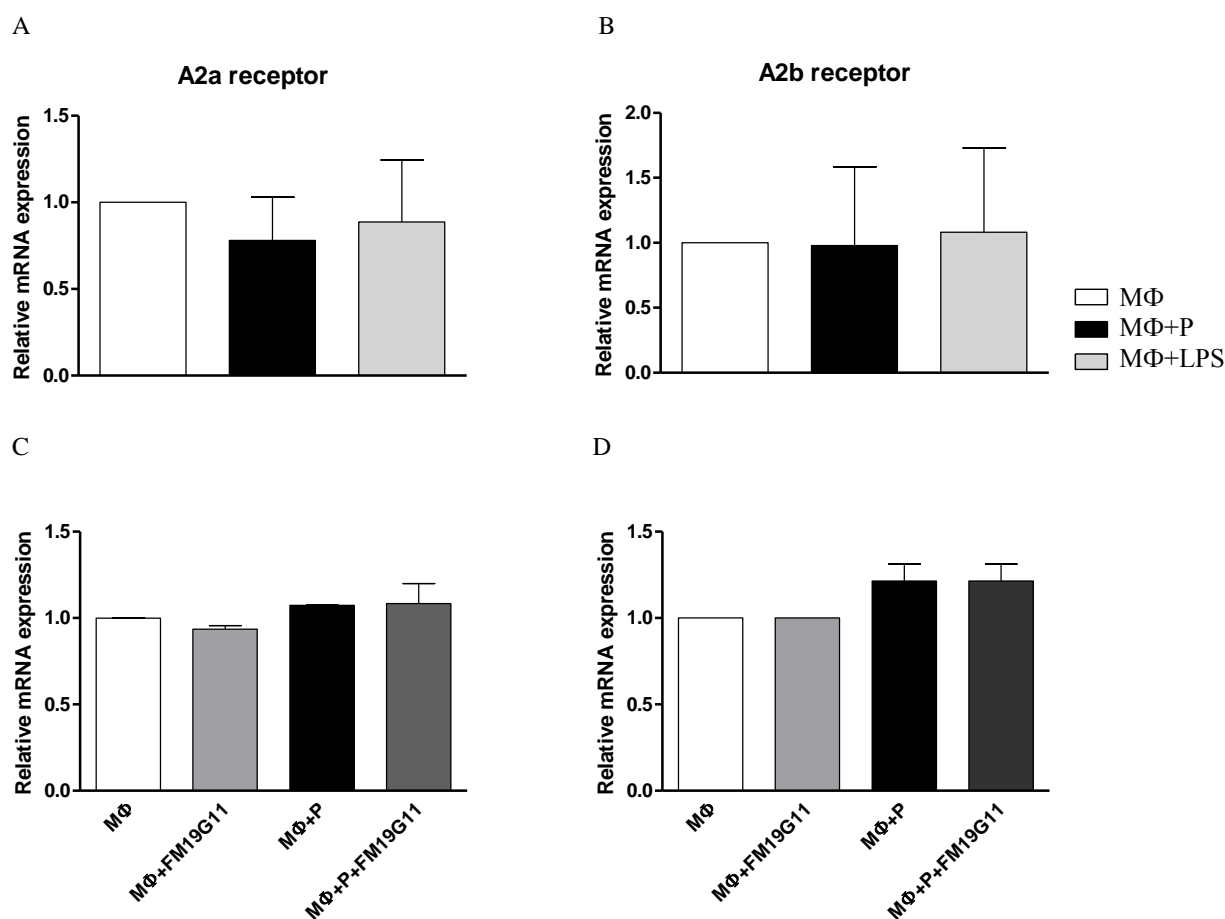 A
B
A2a receptor
A2b receptor
Relative mRNA expression
1.5
1.0
0.5
0.0
Relative mRNA expression
2.0
1.5
1.0
0.5
0.0
MΦ
MΦ+P
MΦ+LPS
C
D
Relative mRNA expression
1.5
1.0
0.5
0.0
MΦ
MΦ+FM19G11
MΦ+P
MΦ+P+FM19G11
Relative mRNA expression
1.5
1.0
0.5
0.0
MΦ
MΦ+FM19G11
MΦ+P
MΦ+P+FM19G11